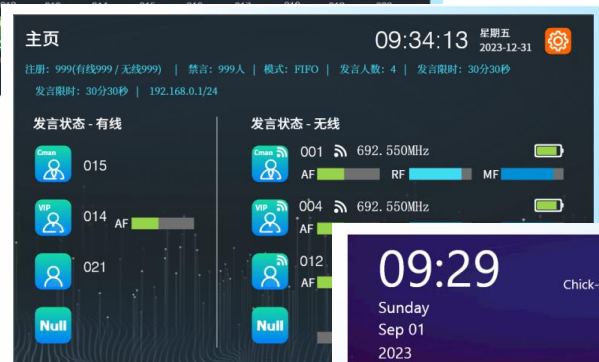 主页
09:34:13 星期五
2023-12-31
注册: 999(有线999 / 无线999) | 禁言: 999人 | 模式: FIFO | 发言人数: 4 | 发言限时: 30分30秒
发言限时: 30分30秒 | 192.168.0.1/24
发言状态 - 有线
Cman 015
VIP 014 AF
021
Null
发言状态 - 无线
Cman 001 692.550MHz
AF RF MF
VIP 004 692.550MHz
AF
012
AF
Null
09:29
Chick-
Sunday
Sep 01
2023